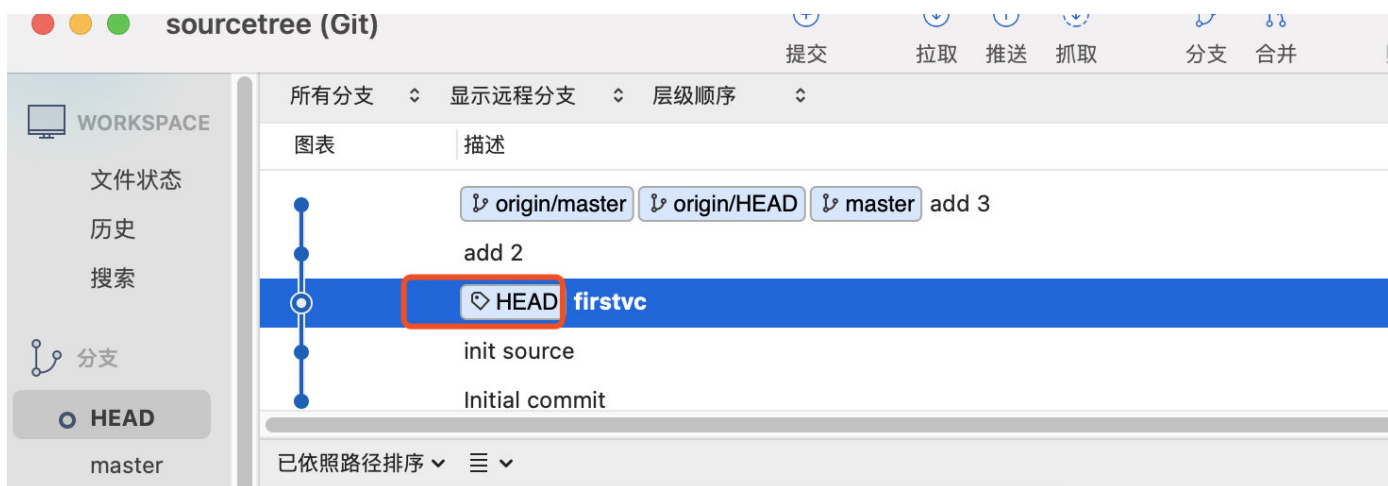 sourcetree (Git)
提交 拉取 推送 抓取 分支 合并
所有分支 显示远程分支 层级顺序
WORKSPACE
图表 描述
文件状态
origin/master origin/HEAD master add 3
历史
add 2
搜索
HEAD firstvc
init source
分支
Initial commit
HEAD
master
已依照路径排序